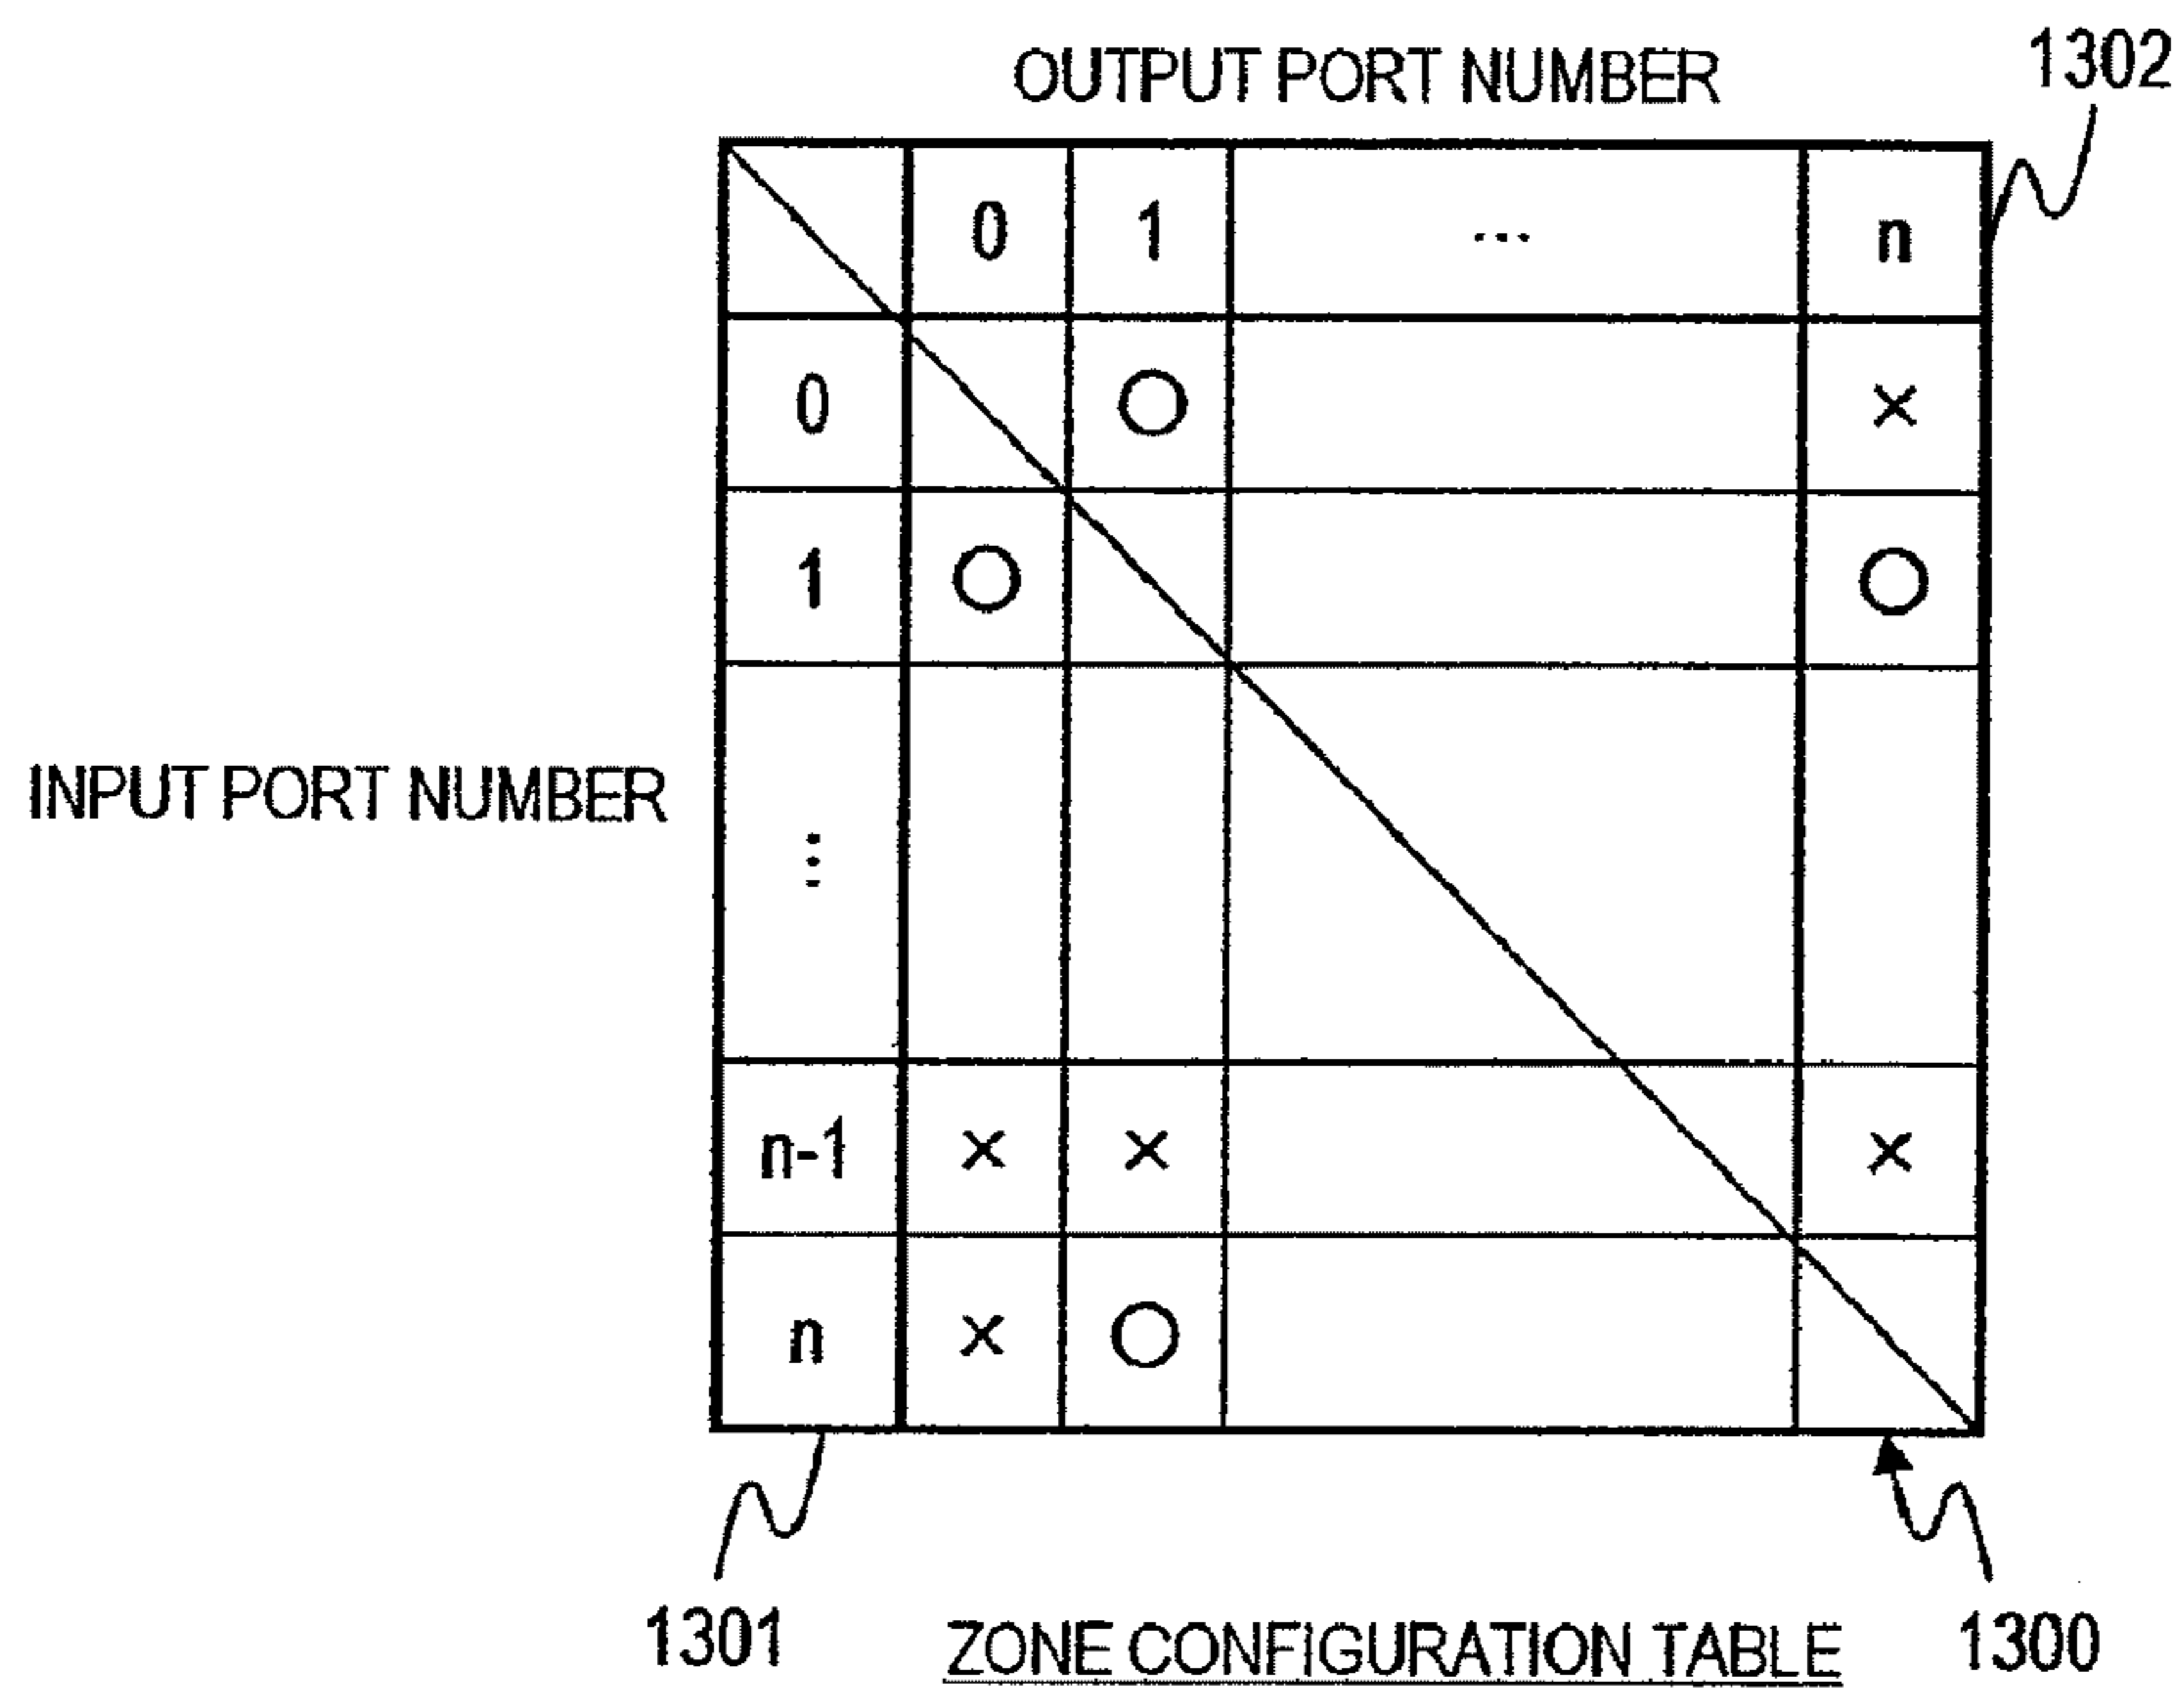 OUTPUT PORT NUMBER
1302
0 1 ... n
0 ○ ×
1 ○ ○
INPUT PORT NUMBER
⋮
n-1 × × ×
n × ○
1301
ZONE CONFIGURATION TABLE
1300